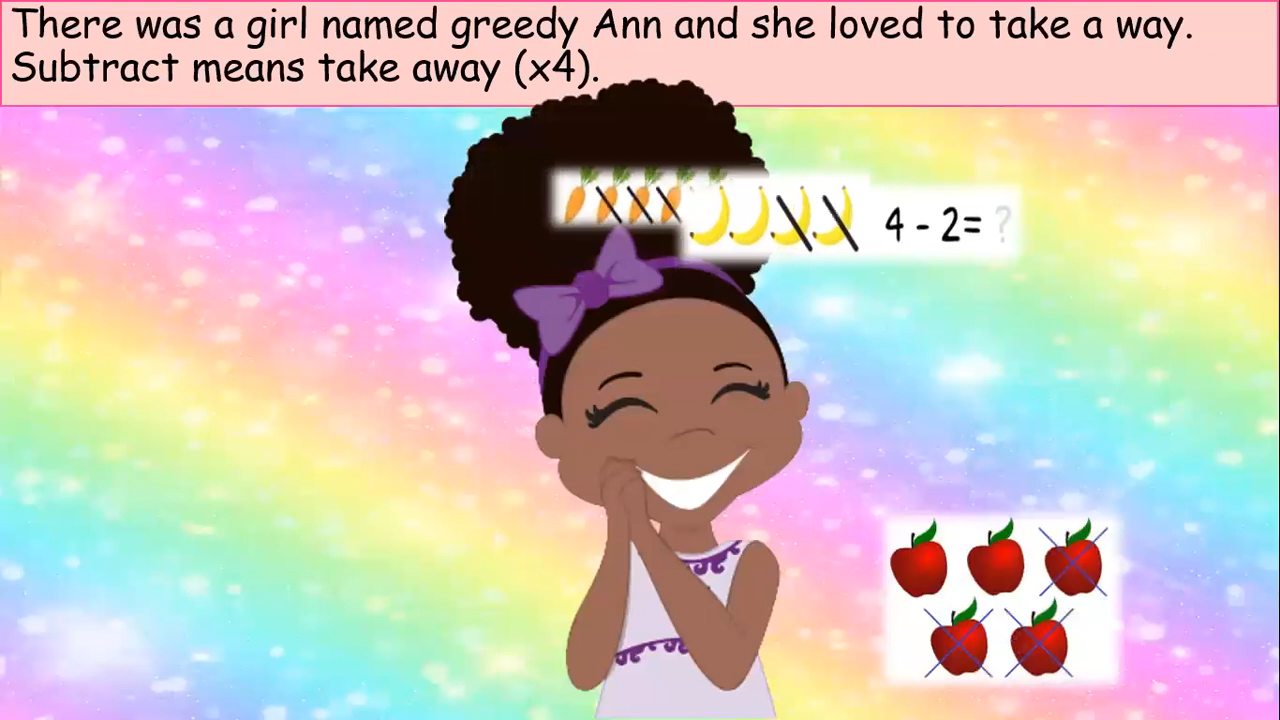 There was a girl named greedy Ann and she loved to take a way.
Subtract means take away (x4).
4 - 2= ?